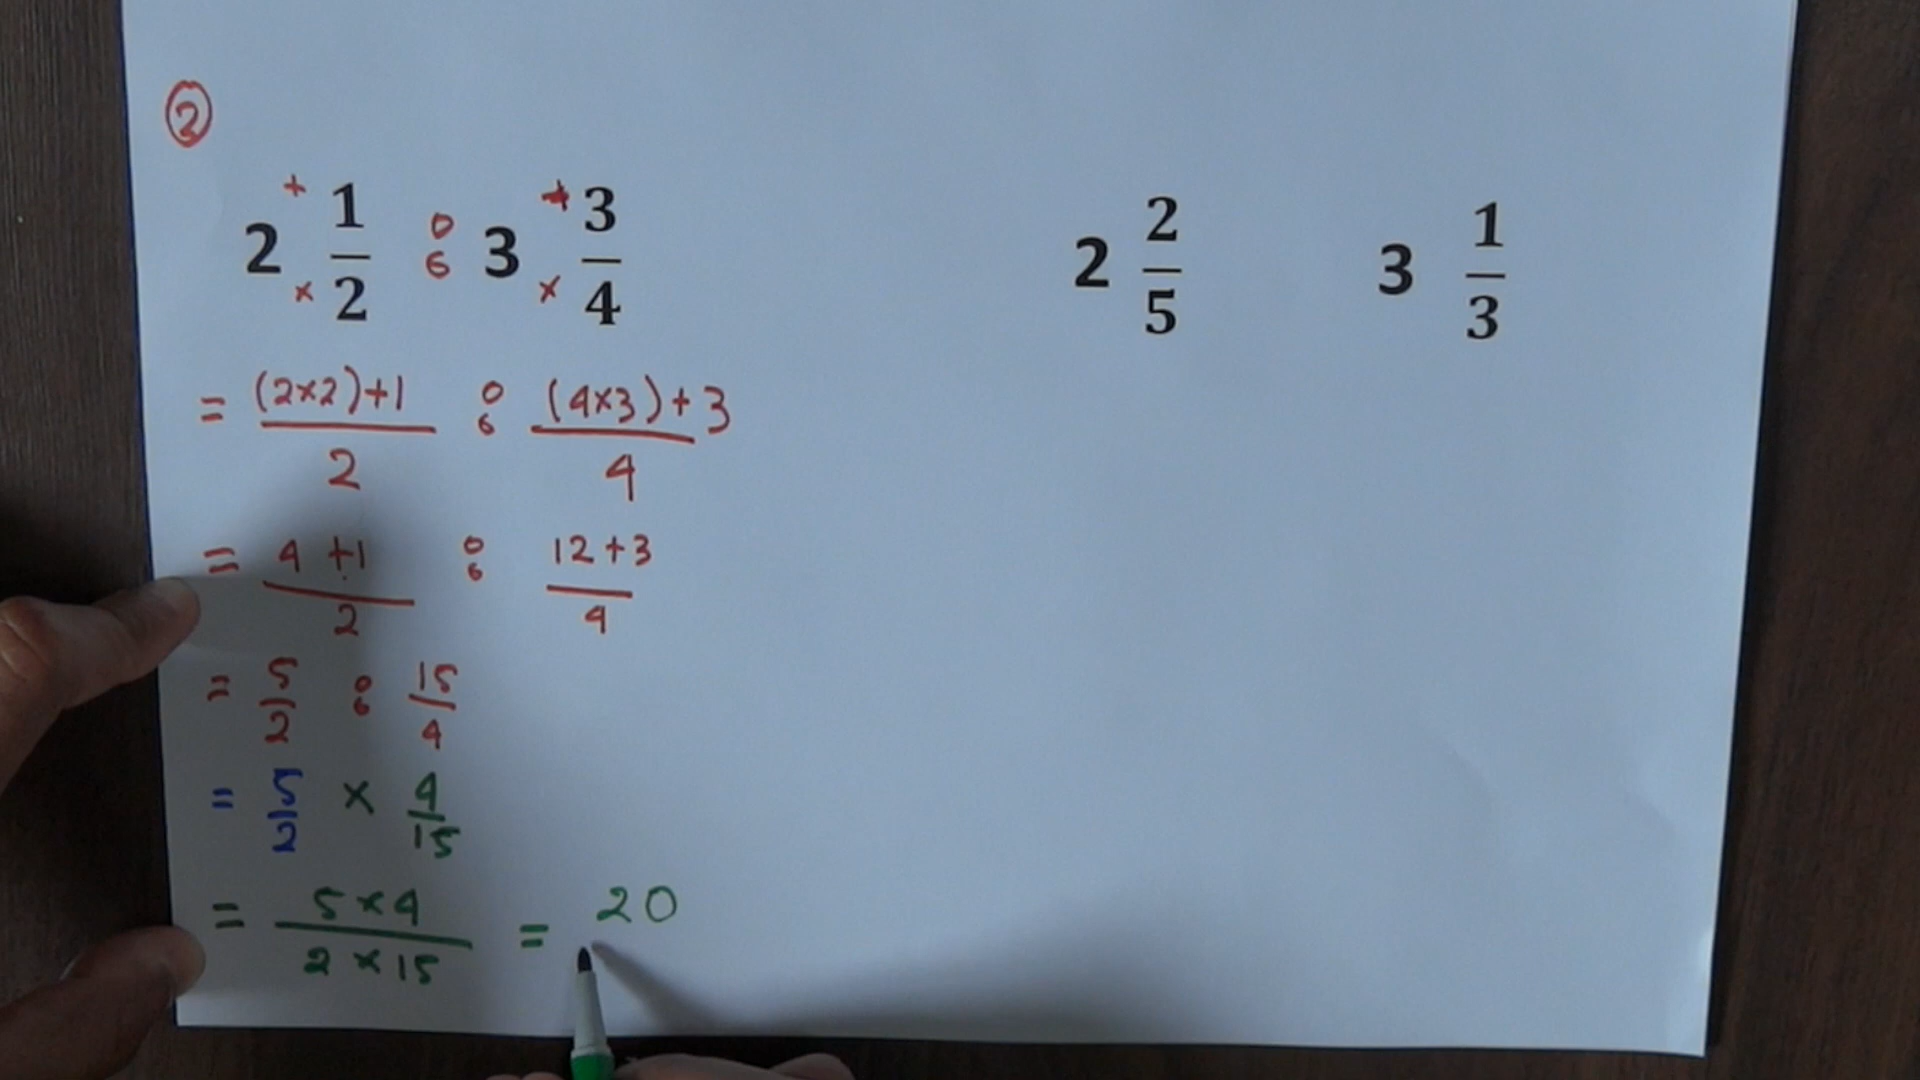 ②
2 + × 1/2 : 3 + × 3/4
= (2×2)+1 / 2 : (4×3)+3 / 4
= 4+1 / 2 : 12+3 / 4
= 5/2 : 15/4
= 5/2 × 4/15
= 5×4 / 2×15 = 20
2 2/5 3 1/3